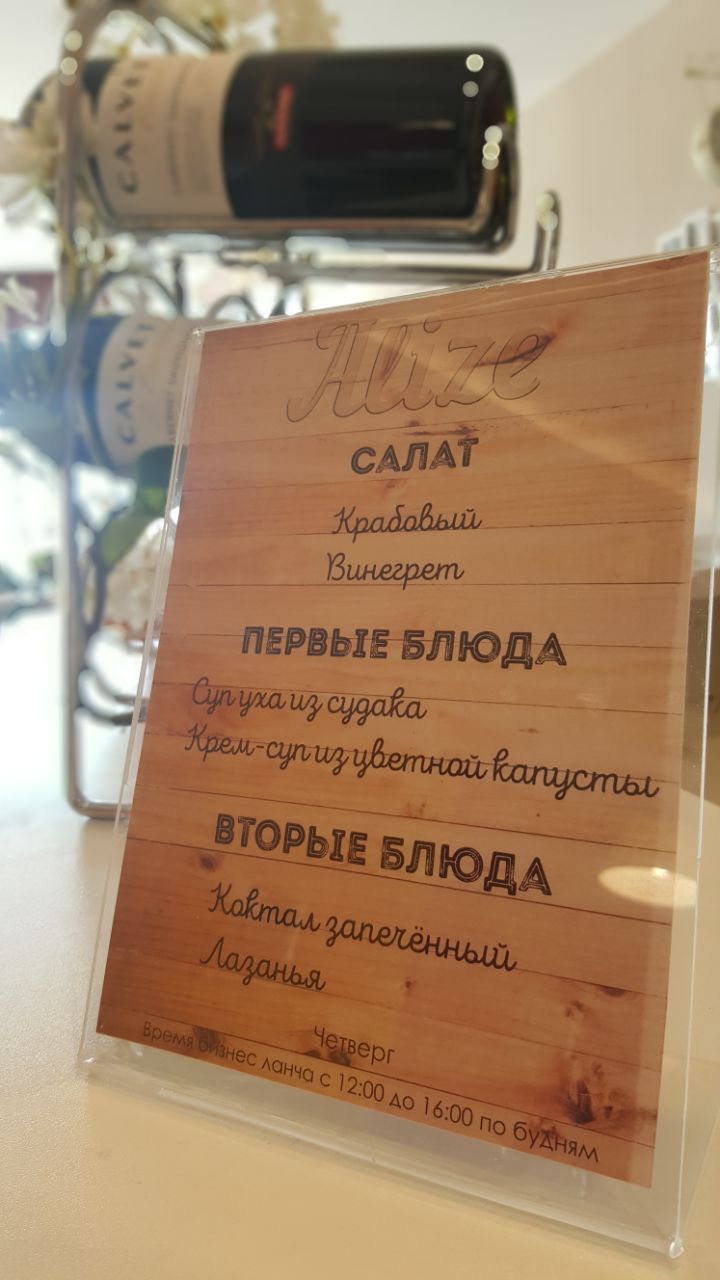 CALVET
CALVET
Alize
САЛАТ
Крабовый
Винегрет
ПЕРВЫЕ БЛЮДА
Суп уха из судака
Крем-суп из цветной капусты
ВТОРЫЕ БЛЮДА
Коктал запечённый
Лазанья
Четверг
Время бизнес ланча с 12:00 до 16:00 по будням